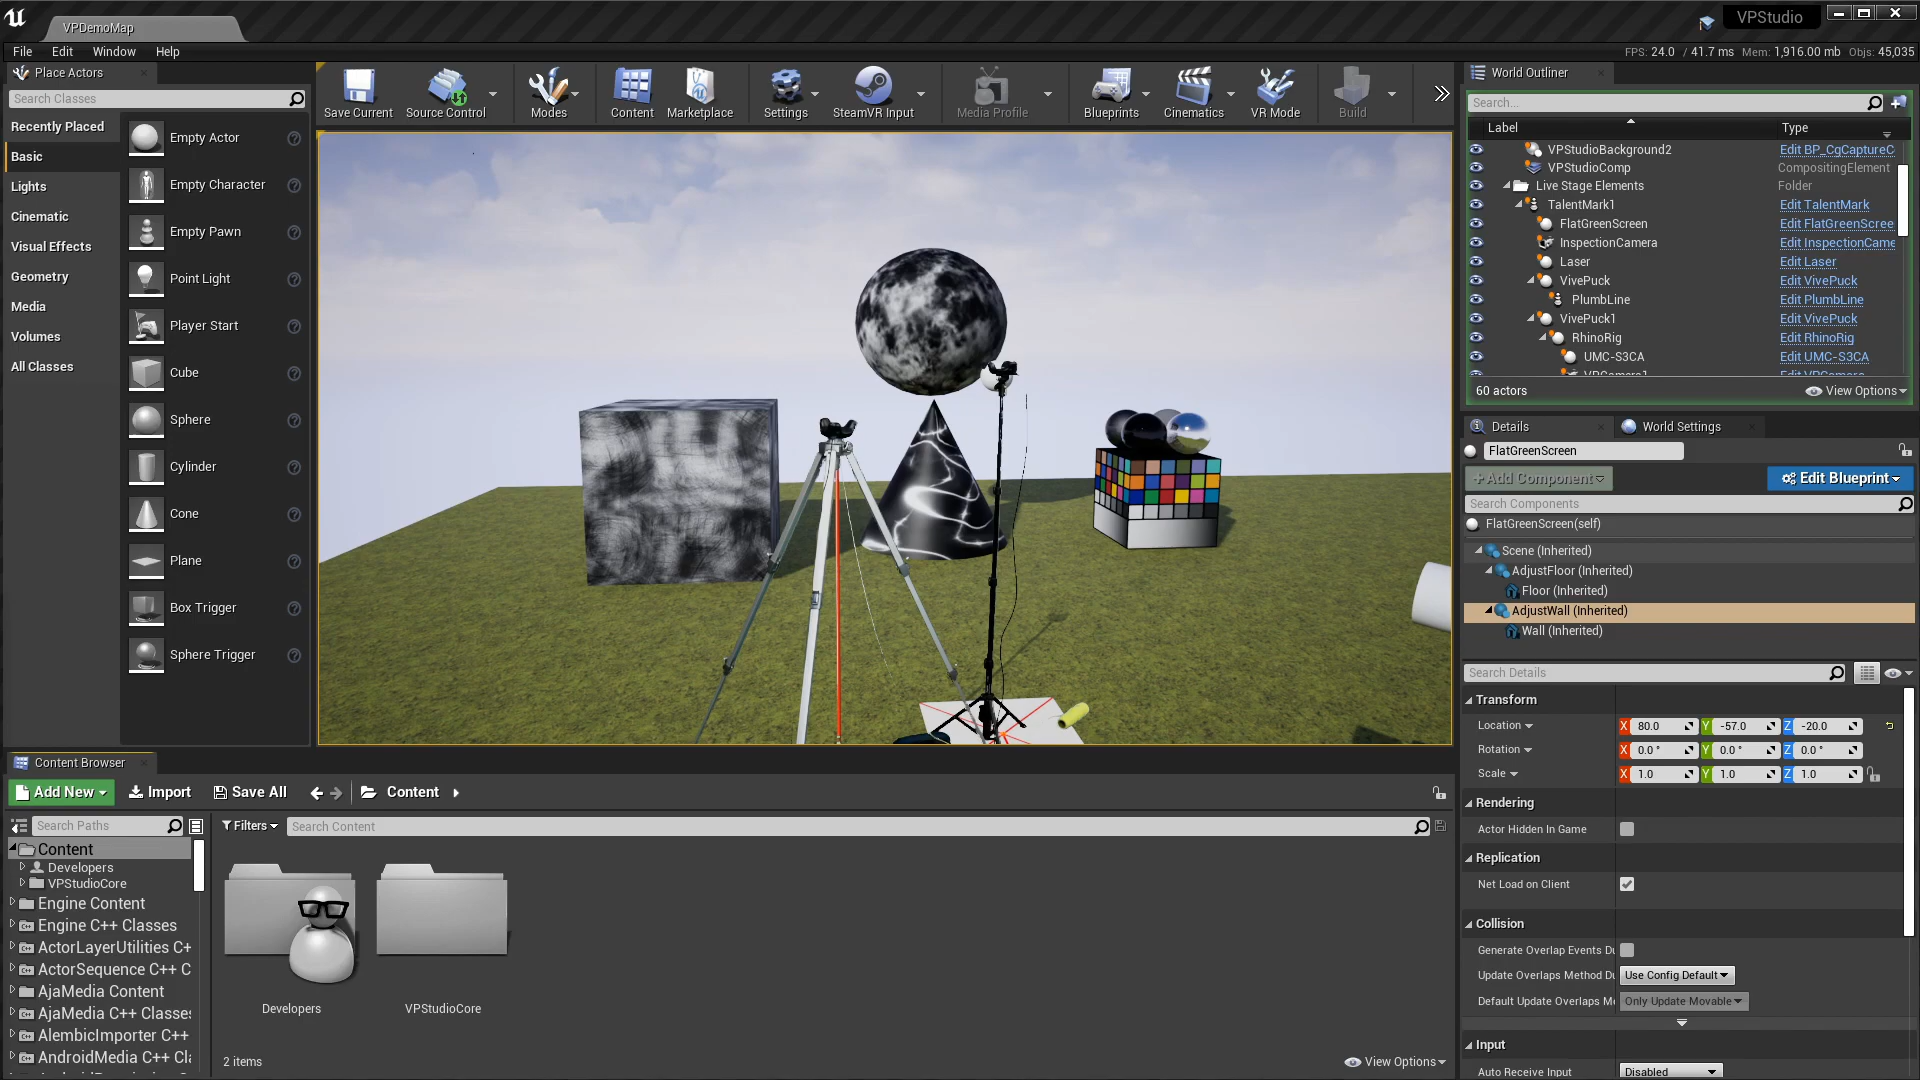 VPDemoMap
VPStudio
File Edit Window Help
FPS: 24.0 / 41.7 ms Mem: 1,916.00 mb Objs: 45,035
Place Actors
Search Classes
Recently Placed
Basic
Lights
Cinematic
Visual Effects
Geometry
Media
Volumes
All Classes
Empty Actor
Empty Character
Empty Pawn
Point Light
Player Start
Cube
Sphere
Cylinder
Cone
Plane
Box Trigger
Sphere Trigger
Save Current Source Control Modes Content Marketplace Settings SteamVR Input Media Profile Blueprints Cinematics VR Mode Build
World Outliner
Search...
Label Type
VPStudioBackground2 Edit BP_CgCaptureC
VPStudioComp CompositingElement
Live Stage Elements Folder
TalentMark1 Edit TalentMark
FlatGreenScreen Edit FlatGreenScree
InspectionCamera Edit InspectionCame
Laser Edit Laser
VivePuck Edit VivePuck
PlumbLine Edit PlumbLine
VivePuck1 Edit VivePuck
RhinoRig Edit RhinoRig
UMC-S3CA Edit UMC-S3CA
60 actors View Options
Details World Settings
FlatGreenScreen
+ Add Component Edit Blueprint
Search Components
FlatGreenScreen(self)
Scene (Inherited)
AdjustFloor (Inherited)
Floor (Inherited)
AdjustWall (Inherited)
Wall (Inherited)
Search Details
Transform
Location X 80.0 Y -57.0 Z -20.0
Rotation X 0.0 ° Y 0.0 ° Z 0.0 °
Scale X 1.0 Y 1.0 Z 1.0
Rendering
Actor Hidden In Game
Replication
Net Load on Client
Collision
Generate Overlap Events Du
Update Overlaps Method Du Use Config Default
Default Update Overlaps Me Only Update Movable
Input
Auto Receive Input Disabled
Content Browser
Add New Import Save All Content
Search Paths
Filters Search Content
Content
Developers
VPStudioCore
Engine Content
Engine C++ Classes
ActorLayerUtilities C+
ActorSequence C++ C
AjaMedia Content
AjaMedia C++ Classes
AlembicImporter C++
AndroidMedia C++ Cla
Developers VPStudioCore
2 items View Options